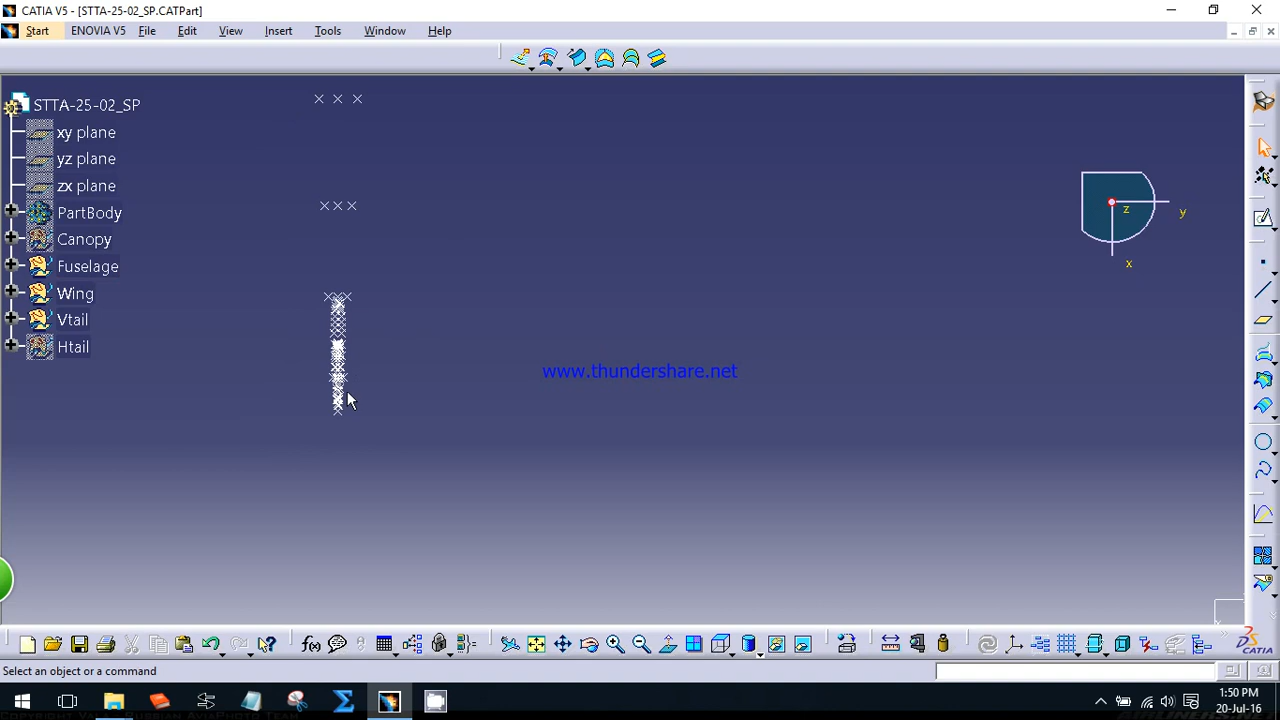 CATIA V5 - [STTA-25-02_SP.CATPart]
Start ENOVIA V5 File Edit View Insert Tools Window Help
STTA-25-02_SP
xy plane
yz plane
zx plane
PartBody
Canopy
Fuselage
Wing
Vtail
Htail
z
y
x
www.thundershare.net
f(x)
CATIA
Select an object or a command
1:50 PM
20-Jul-16